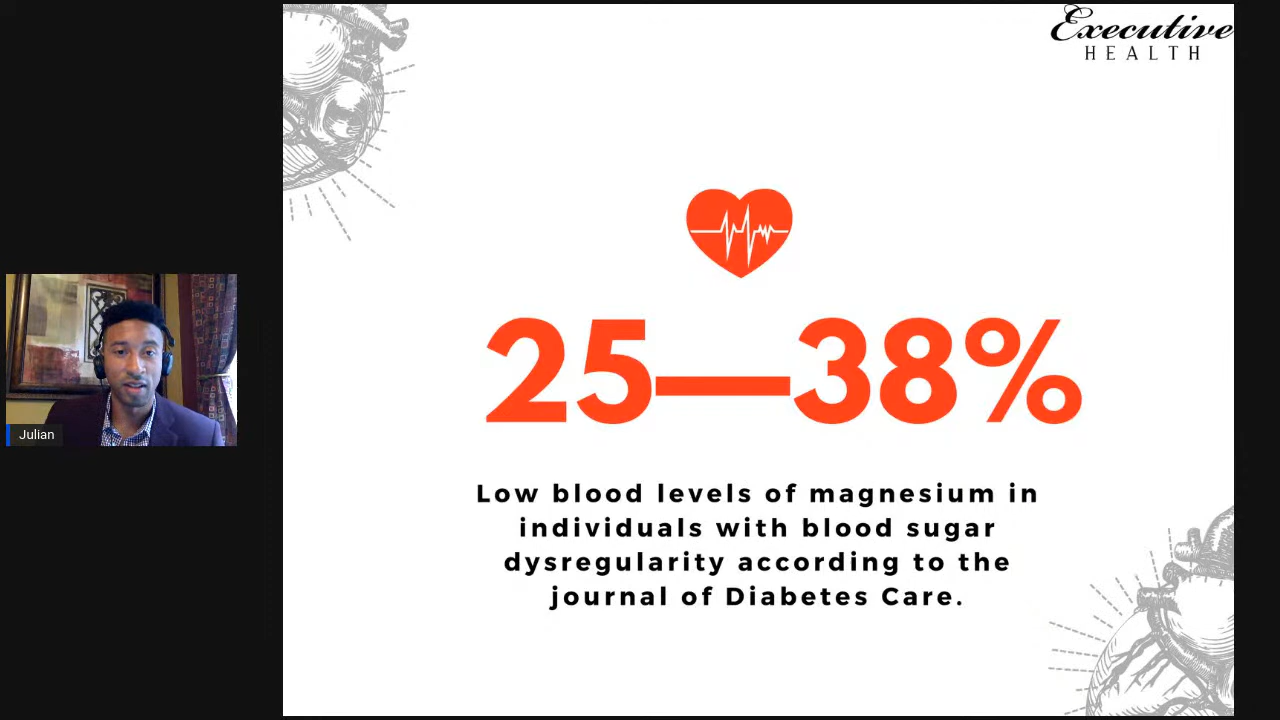 Executive
HEALTH
25—38%
Low blood levels of magnesium in
individuals with blood sugar
dysregularity according to the
journal of Diabetes Care.
Julian